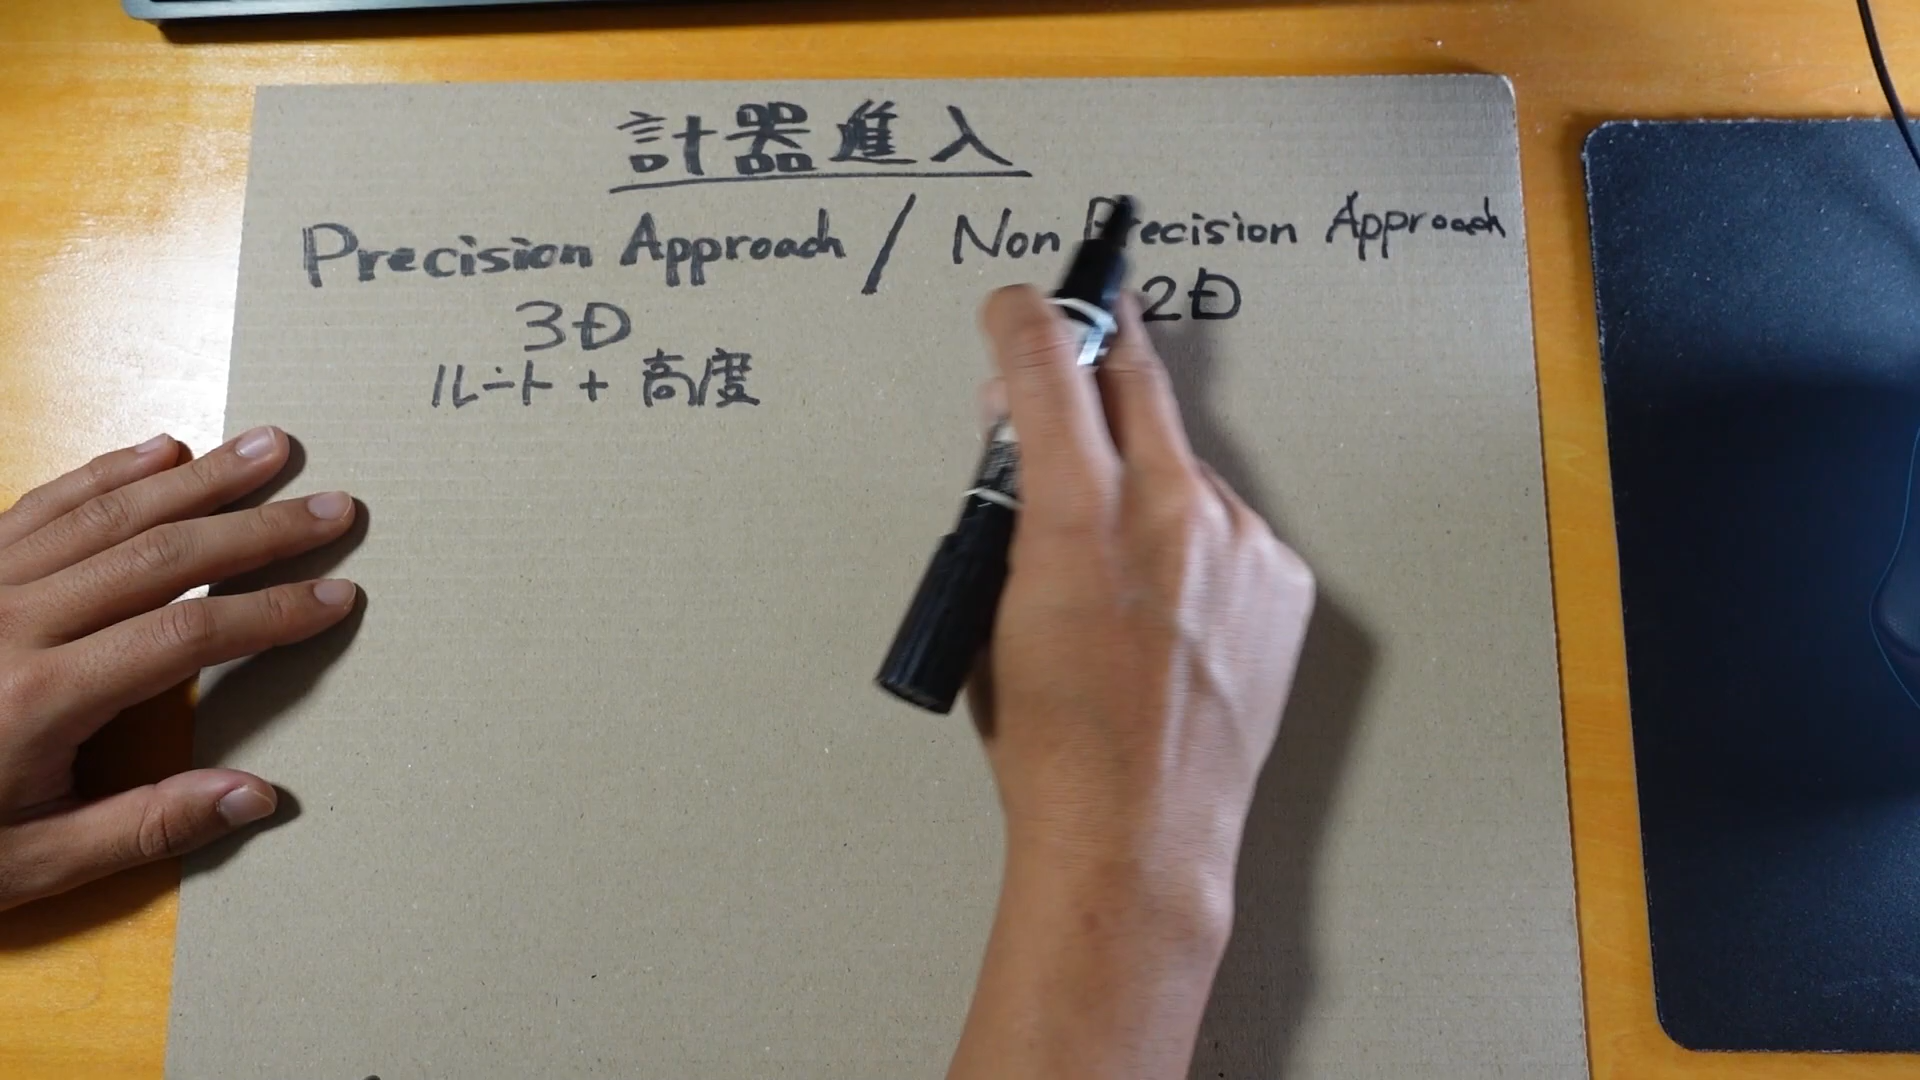 計器進入
Precision Approach / Non Precision Approach
3D 2D
ルート + 高度